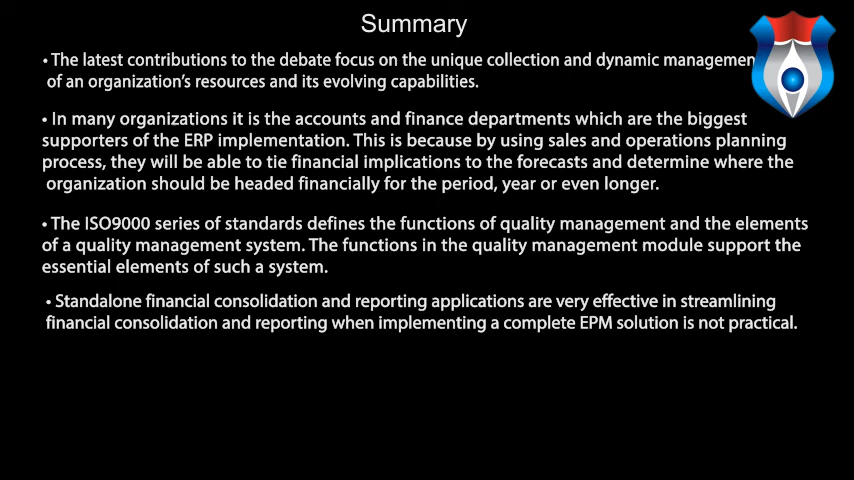 Summary
• The latest contributions to the debate focus on the unique collection and dynamic managemen
of an organization's resources and its evolving capabilities.
• In many organizations it is the accounts and finance departments which are the biggest
supporters of the ERP implementation. This is because by using sales and operations planning
process, they will be able to tie financial implications to the forecasts and determine where the
organization should be headed financially for the period, year or even longer.
• The ISO9000 series of standards defines the functions of quality management and the elements
of a quality management system. The functions in the quality management module support the
essential elements of such a system.
• Standalone financial consolidation and reporting applications are very effective in streamlining
financial consolidation and reporting when implementing a complete EPM solution is not practical.